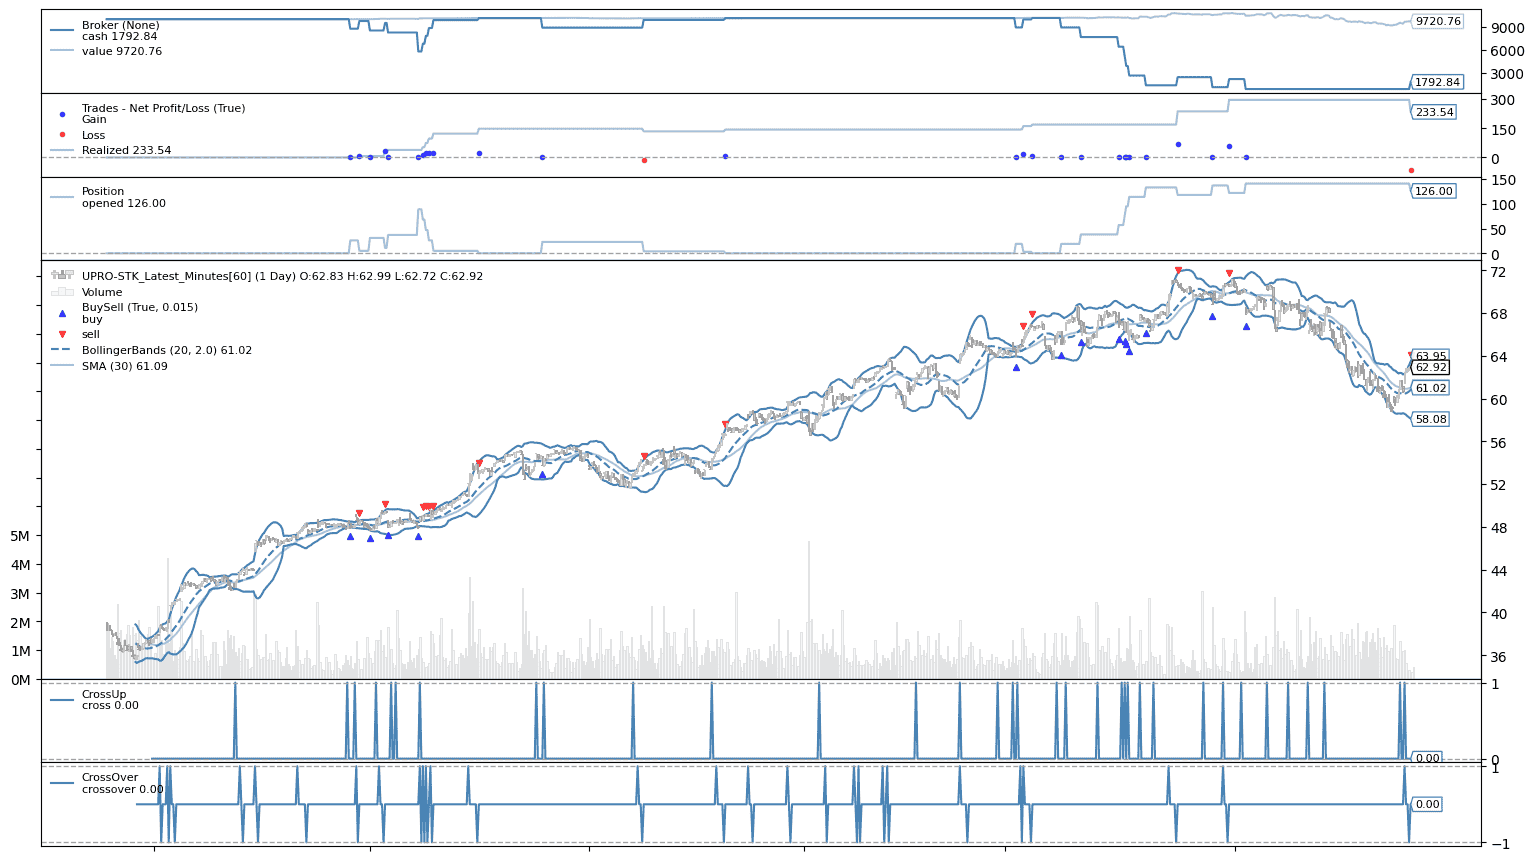 Broker (None)
cash 1792.84
value 9720.76
9720.76
9000
6000
3000
1792.84
Trades - Net Profit/Loss (True)
Gain
Loss
Realized 233.54
300
233.54
150
0
Position
opened 126.00
150
126.00
100
50
0
UPRO-STK_Latest_Minutes[60] (1 Day) O:62.83 H:62.99 L:62.72 C:62.92
Volume
BuySell (True, 0.015)
buy
sell
BollingerBands (20, 2.0) 61.02
SMA (30) 61.09
72
68
64
63.95
62.92
61.02
60
58.08
56
52
48
44
40
36
5M
4M
3M
2M
1M
0M
CrossUp
cross 0.00
1
0.00
0
CrossOver
crossover 0.00
1
0.00
−1